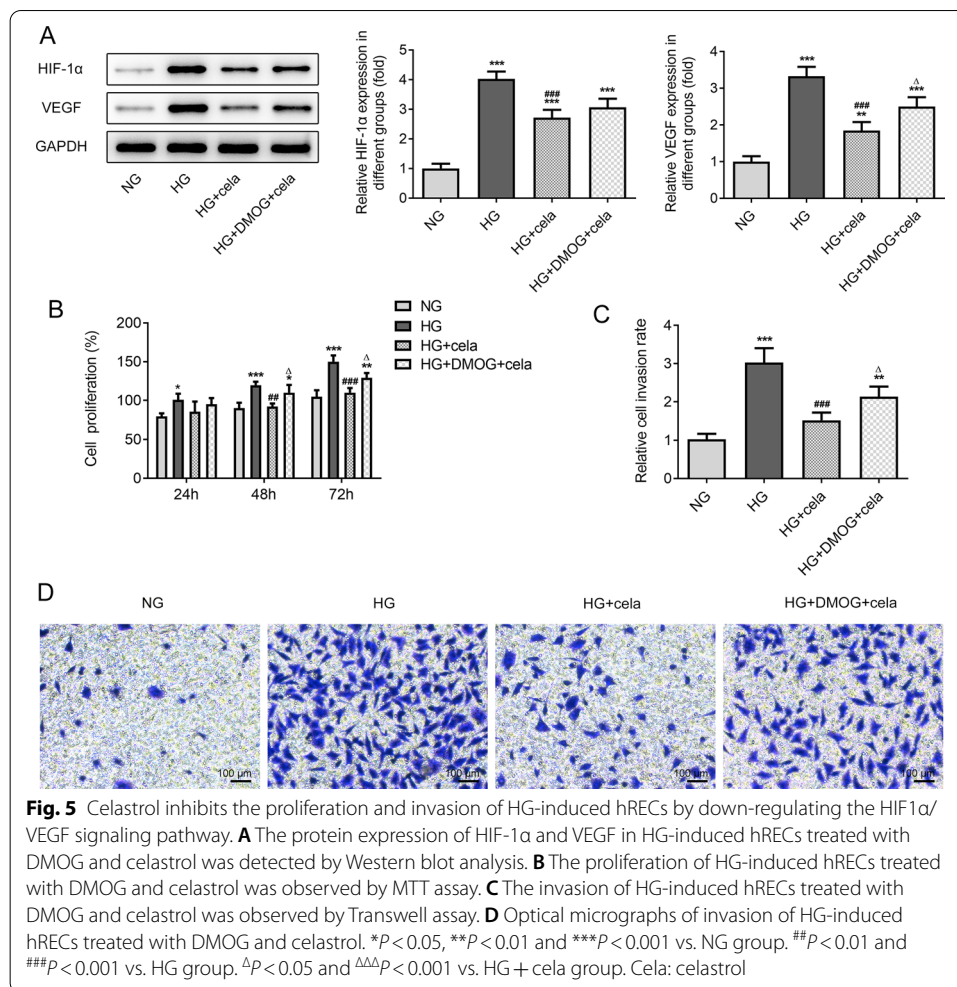 A
HIF-1α
VEGF
GAPDH
NG
HG
HG+cela
HG+DMOG+cela
Relative HIF-1α expression in
different groups (fold)
5
4
3
2
1
0
***
###
***
***
NG
HG
HG+cela
HG+DMOG+cela
Relative VEGF expression in
different groups (fold)
4
3
2
1
0
***
###
**
Δ
***
NG
HG
HG+cela
HG+DMOG+cela
B
Cell proliferation (%)
200
150
100
50
0
*
***
##
Δ
*
***
###
Δ
**
24h
48h
72h
NG
HG
HG+cela
HG+DMOG+cela
C
Relative cell invasion rate
4
3
2
1
0
***
###
Δ
**
NG
HG
HG+cela
HG+DMOG+cela
D
NG
HG
HG+cela
HG+DMOG+cela
100 μm
100 μm
100 μm
100 μm
Fig. 5 Celastrol inhibits the proliferation and invasion of HG-induced hRECs by down-regulating the HIF1α/
VEGF signaling pathway. A The protein expression of HIF-1α and VEGF in HG-induced hRECs treated with
DMOG and celastrol was detected by Western blot analysis. B The proliferation of HG-induced hRECs treated
with DMOG and celastrol was observed by MTT assay. C The invasion of HG-induced hRECs treated with
DMOG and celastrol was observed by Transwell assay. D Optical micrographs of invasion of HG-induced
hRECs treated with DMOG and celastrol. *P < 0.05, **P < 0.01 and ***P < 0.001 vs. NG group. ##P < 0.01 and
###P < 0.001 vs. HG group. ΔP < 0.05 and ΔΔΔP < 0.001 vs. HG + cela group. Cela: celastrol